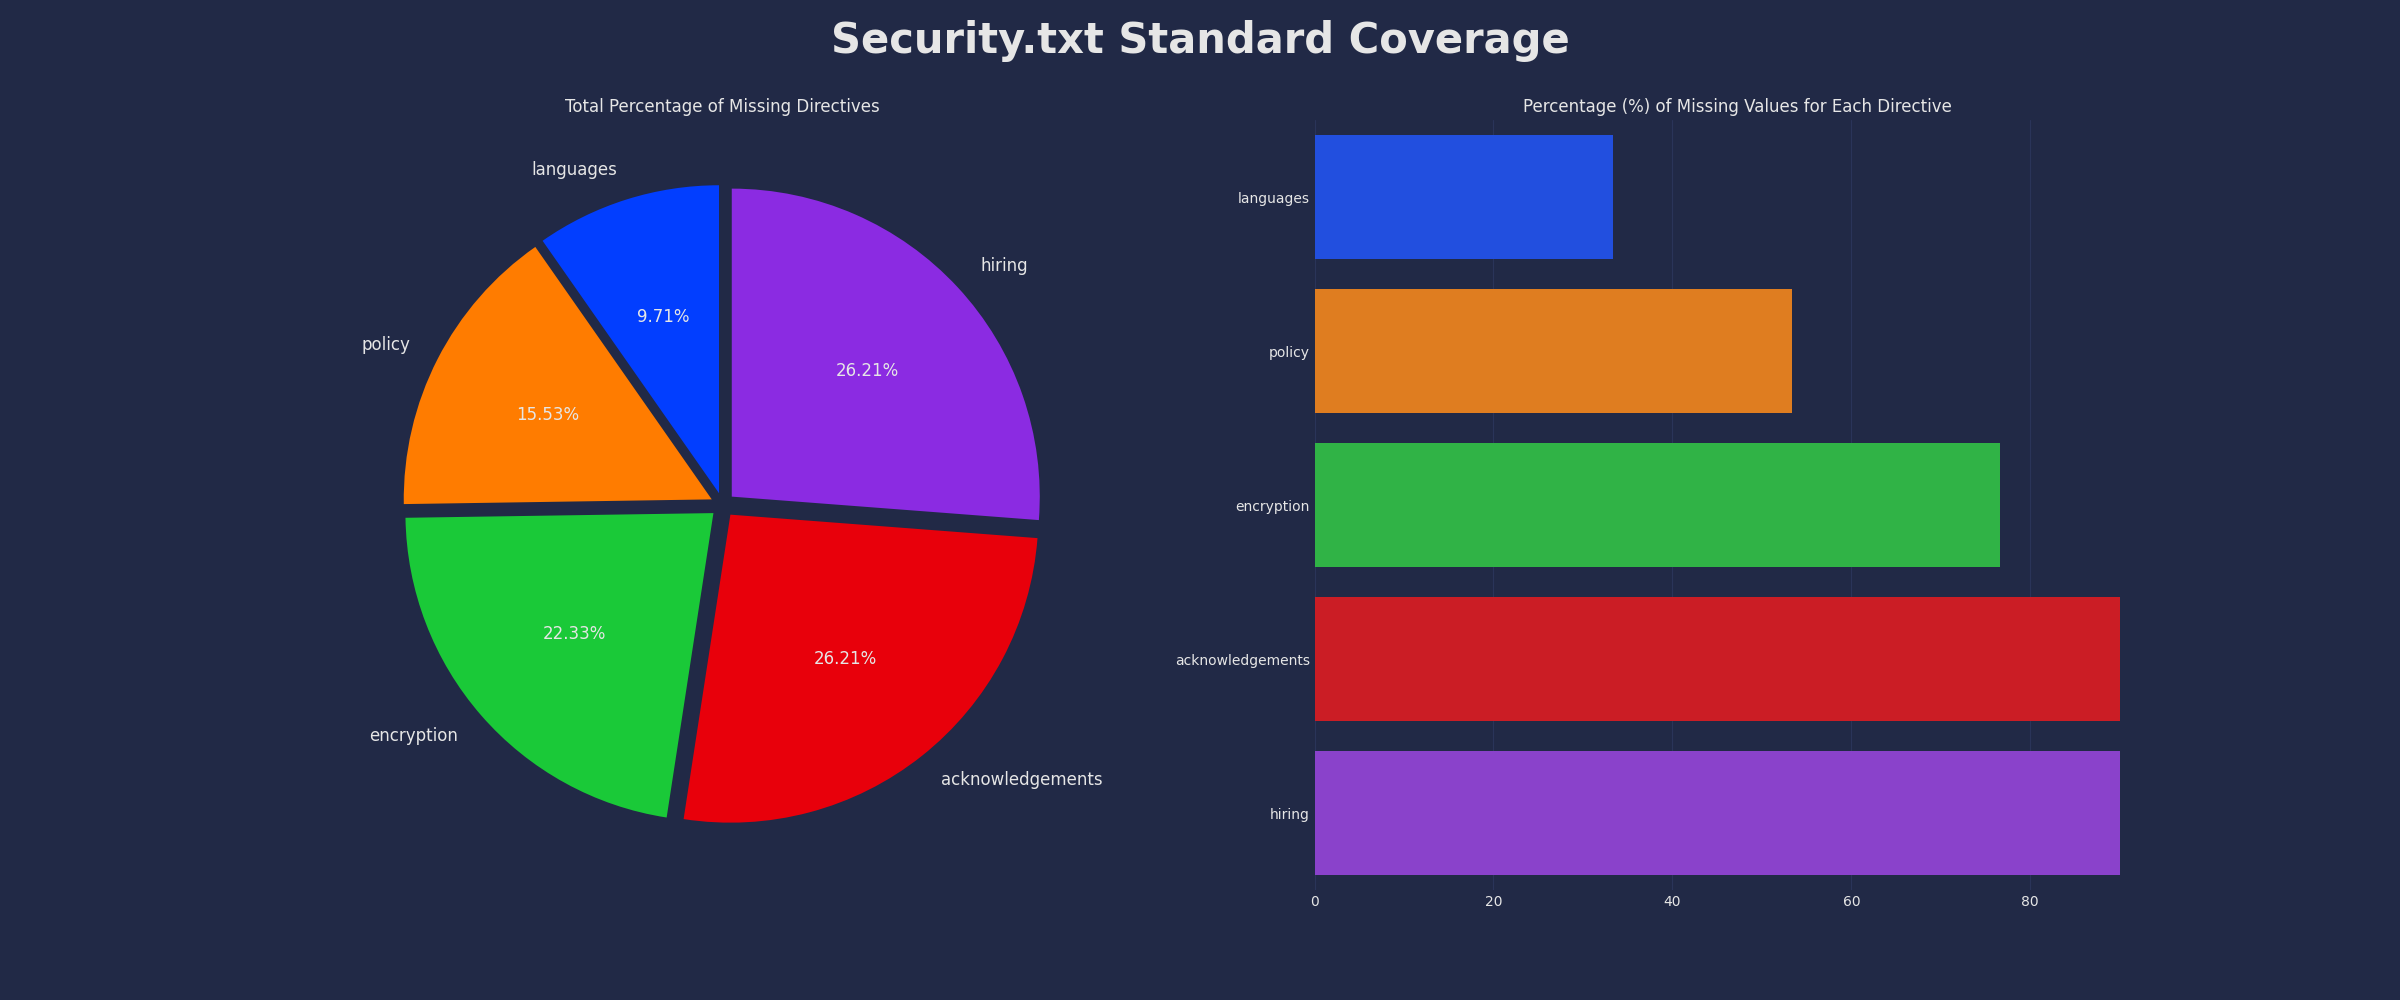 Security.txt Standard Coverage
Total Percentage of Missing Directives
languages
hiring
9.71%
policy
26.21%
15.53%
22.33%
26.21%
encryption
acknowledgements
Percentage (%) of Missing Values for Each Directive
languages
policy
encryption
acknowledgements
hiring
0 20 40 60 80